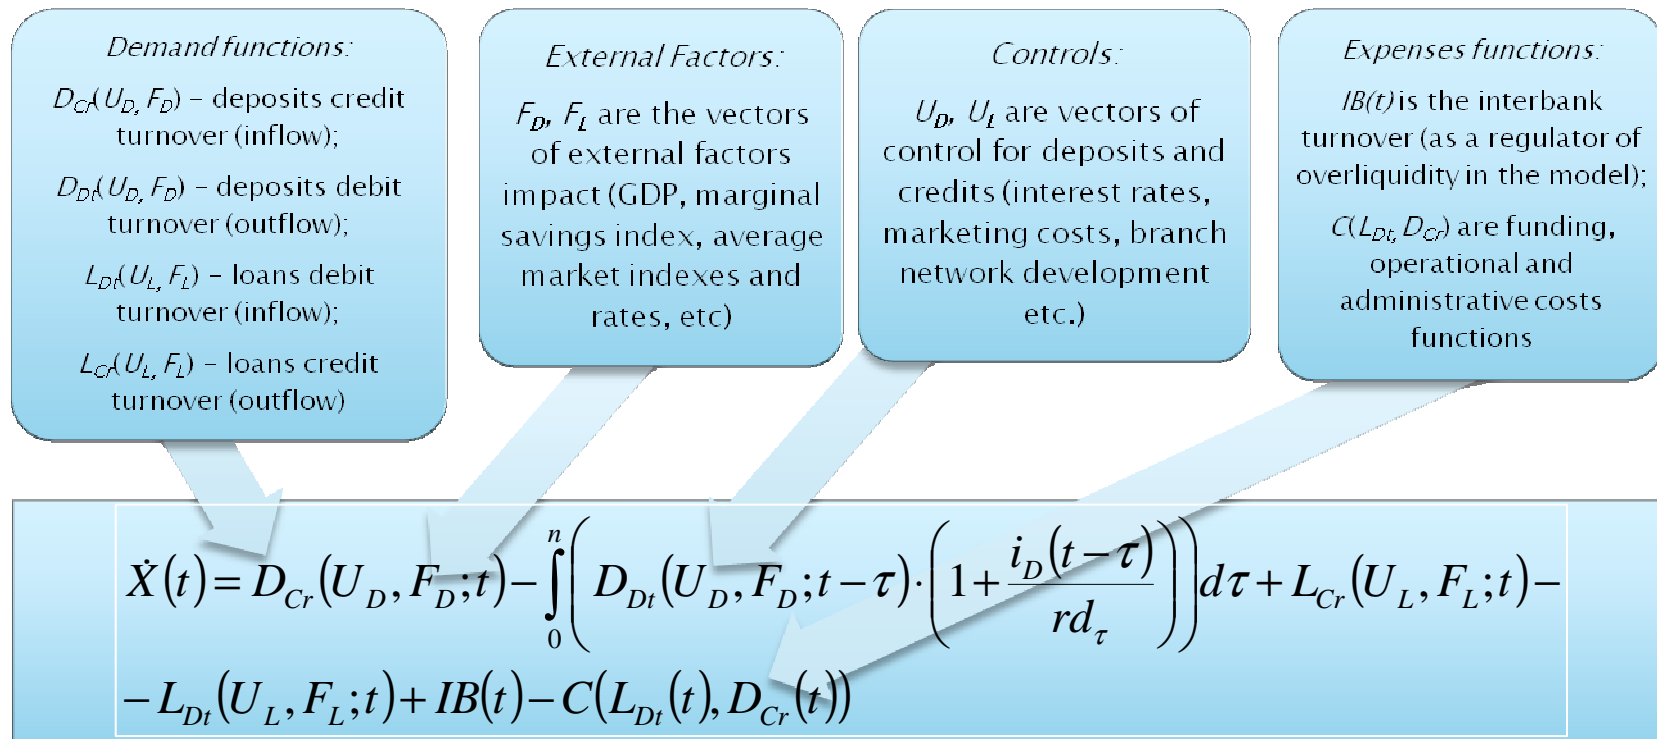 Demand functions:
D_Cr(U_D, F_D) – deposits credit
turnover (inflow);
D_Dt(U_D, F_D) – deposits debit
turnover (outflow);
L_Dt(U_L, F_L) – loans debit
turnover (inflow);
L_Cr(U_L, F_L) – loans credit
turnover (outflow)
External Factors:
F_D, F_L are the vectors
of external factors
impact (GDP, marginal
savings index, average
market indexes and
rates, etc)
Controls:
U_D, U_L are vectors of
control for deposits and
credits (interest rates,
marketing costs, branch
network development
etc.)
Expenses functions:
IB(t) is the interbank
turnover (as a regulator of
overliquidity in the model);
C(L_Dt, D_Cr) are funding,
operational and
administrative costs
functions
Ẋ(t) = D_Cr(U_D, F_D; t) − ∫_0^n (D_Dt(U_D, F_D; t − τ) · (1 + i_D(t − τ) / rd_τ)) dτ + L_Cr(U_L, F_L; t) −
− L_Dt(U_L, F_L; t) + IB(t) − C(L_Dt(t), D_Cr(t))